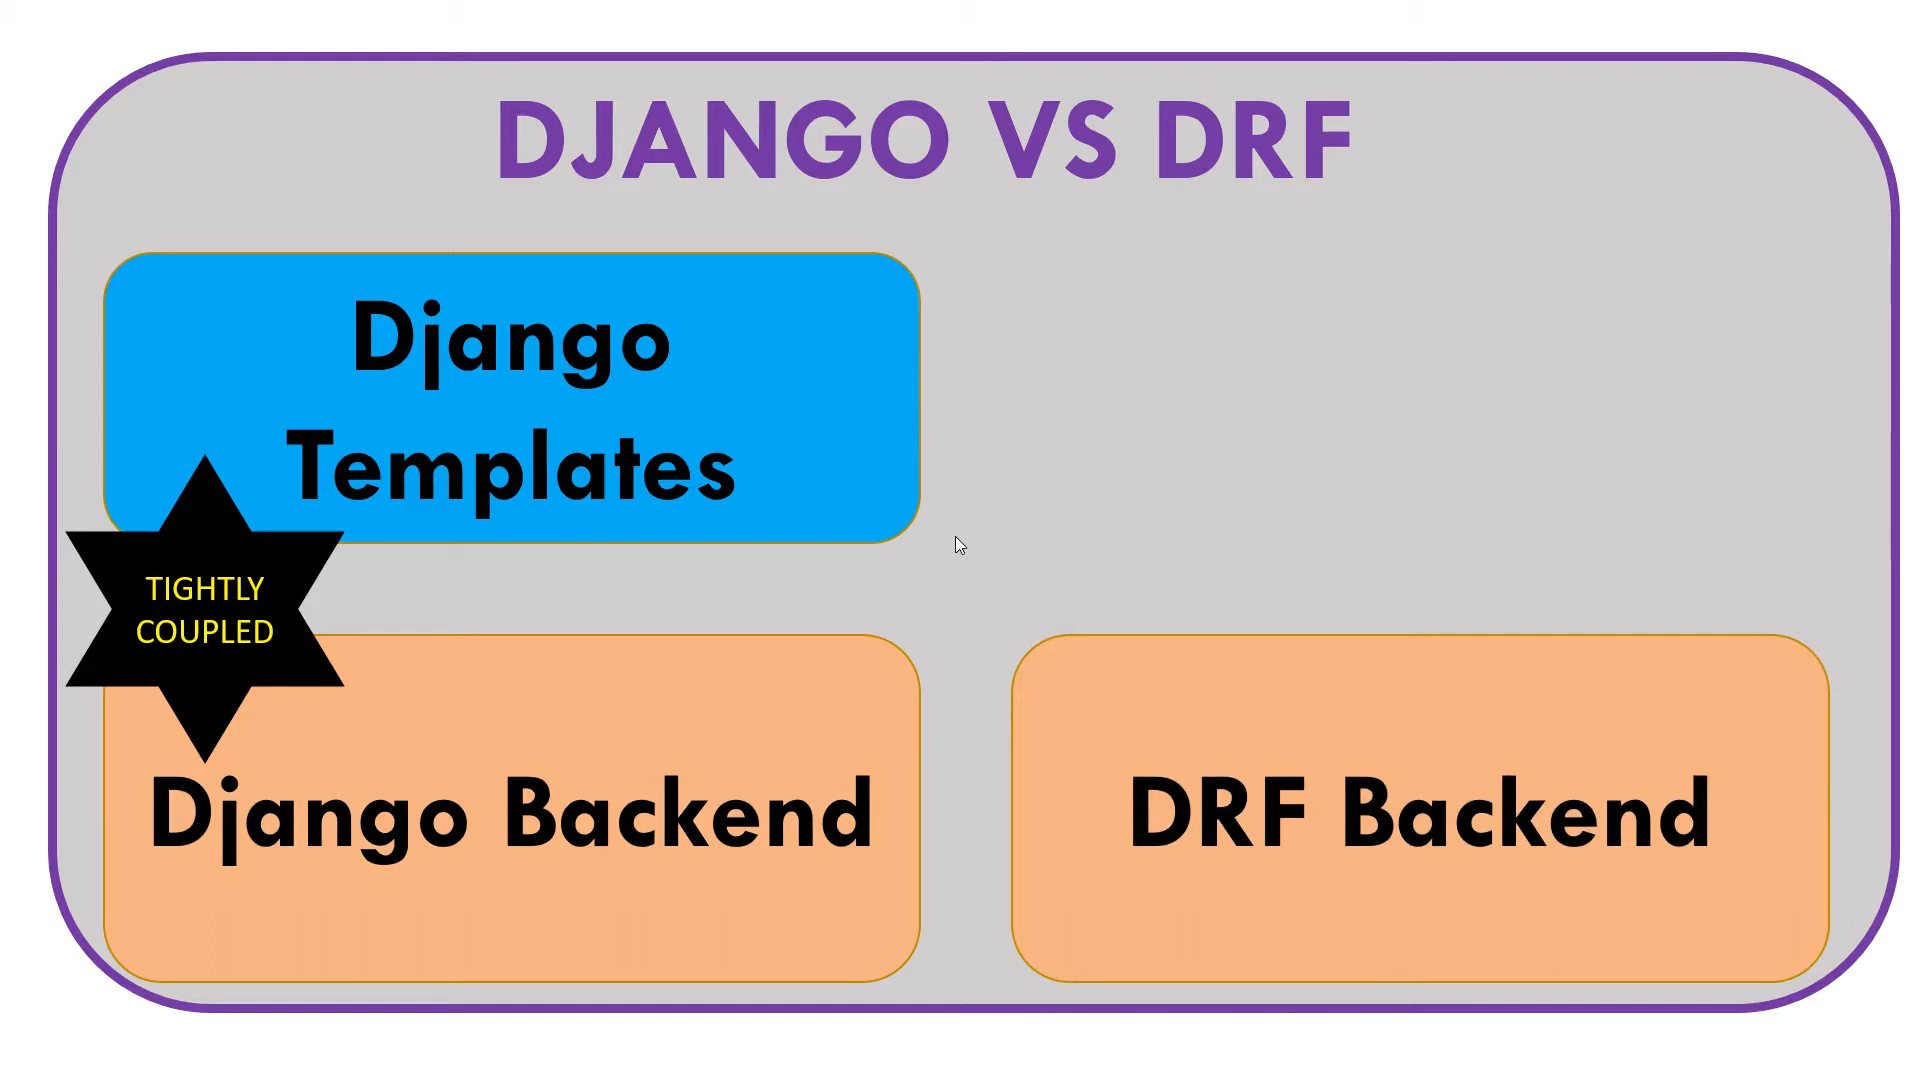 DJANGO VS DRF
Django
Templates
TIGHTLY
COUPLED
Django Backend
DRF Backend